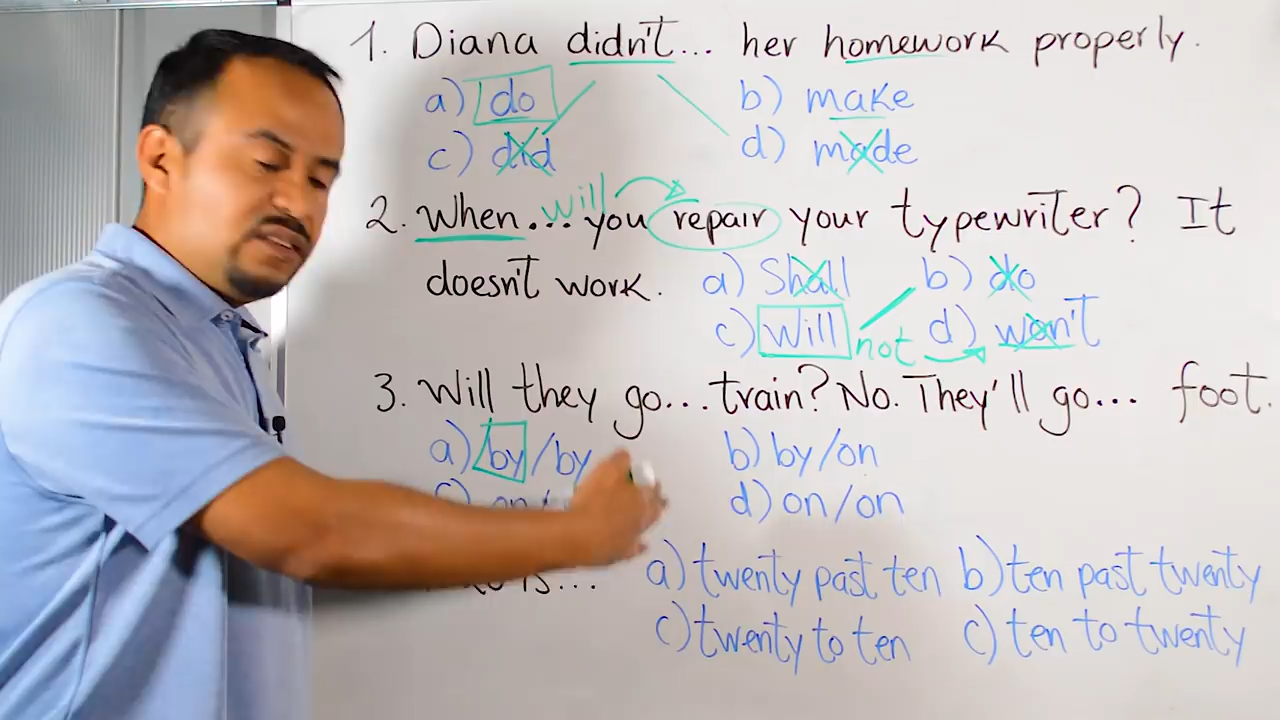 1. Diana didn't... her homework properly.
a) do b) make
c) did d) made
will
2. When... you repair your typewriter? It
doesn't work. a) Shall b) do
c) Will not d) won't
3. Will they go... train? No. They'll go... foot.
a) by/by b) by/on
d) on/on
is... a) twenty past ten b) ten past twenty
c) twenty to ten c) ten to twenty